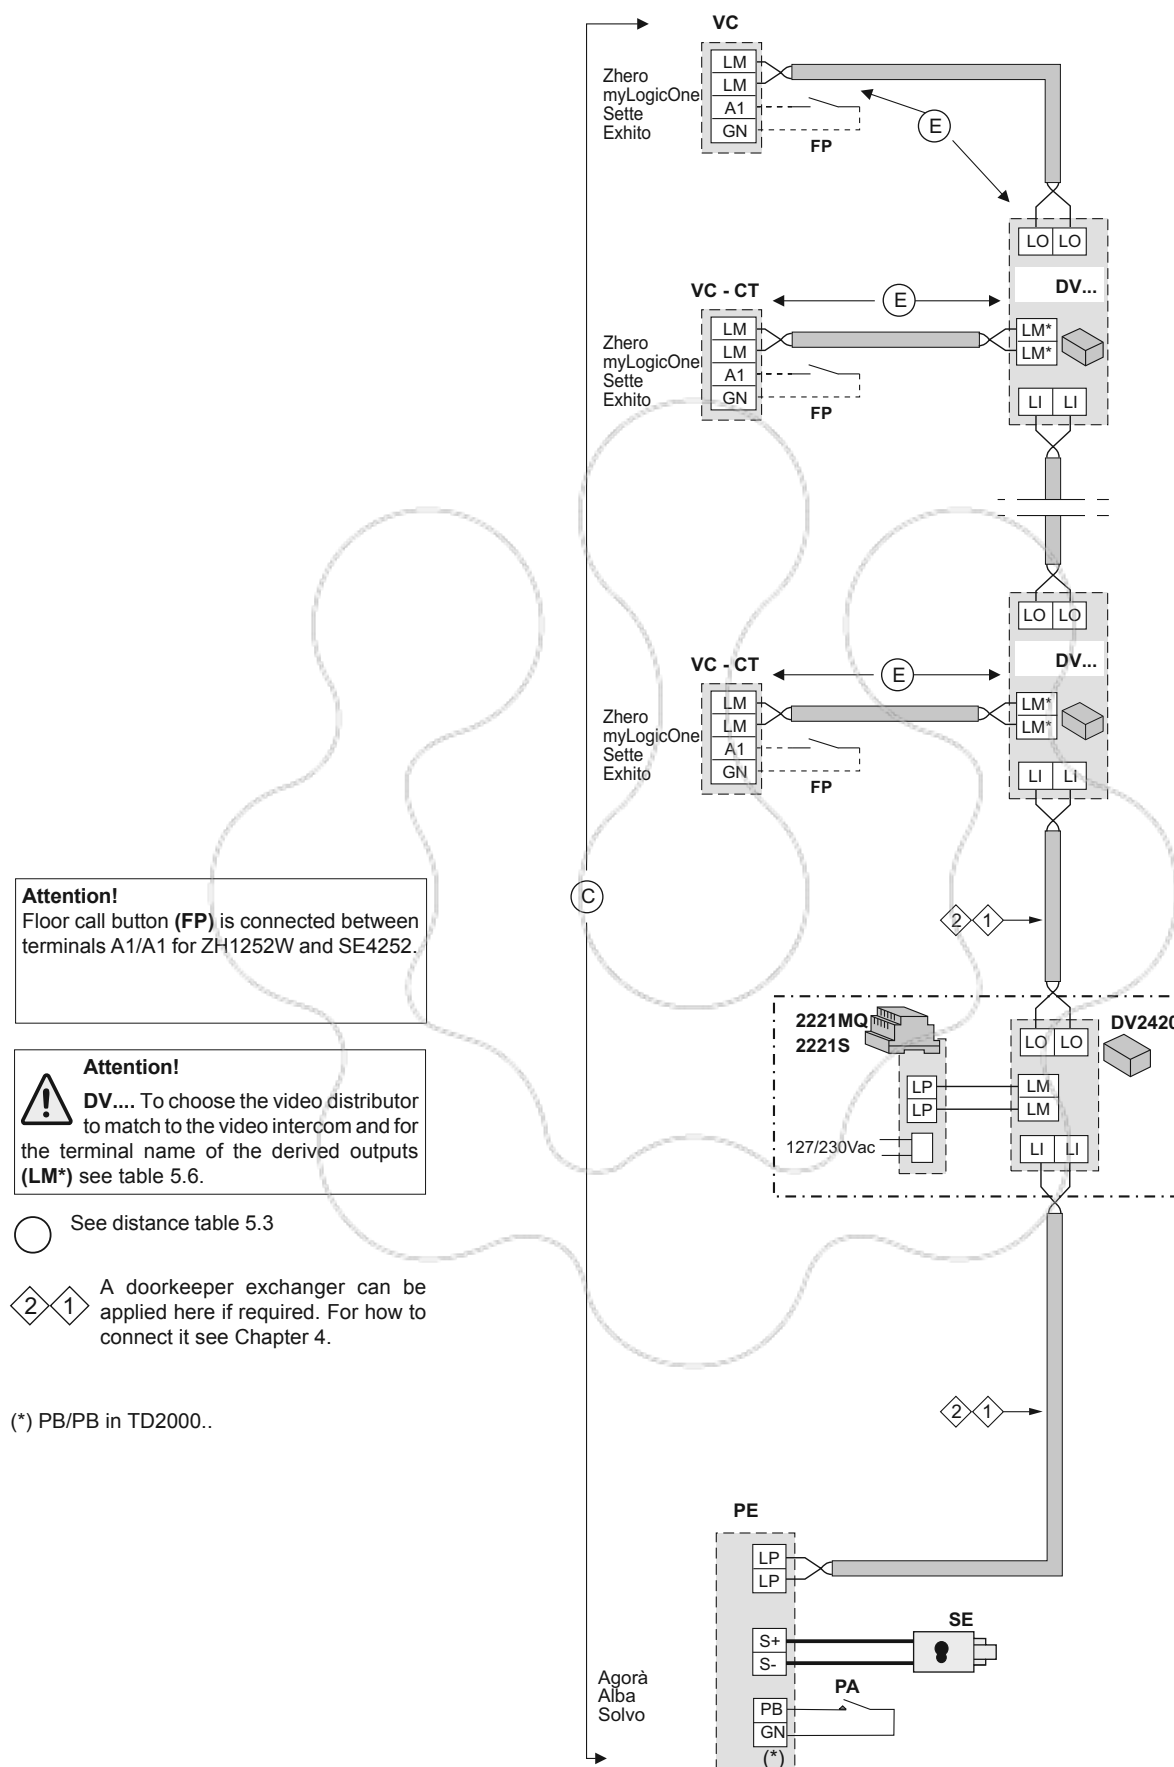 VC
Zhero
myLogicOne
Sette
Exhito
LM
LM
A1
GN
FP
E
LO LO
DV...
VC - CT
E
Zhero
myLogicOne
Sette
Exhito
LM
LM
A1
GN
FP
LM*
LM*
LI LI
LO LO
DV...
VC - CT
E
Zhero
myLogicOne
Sette
Exhito
LM
LM
A1
GN
FP
LM*
LM*
LI LI
C
2 1
Attention!
Floor call button (FP) is connected between
terminals A1/A1 for ZH1252W and SE4252.
Attention!
DV.... To choose the video distributor
to match to the video intercom and for
the terminal name of the derived outputs
(LM*) see table 5.6.
See distance table 5.3
2 1 A doorkeeper exchanger can be
applied here if required. For how to
connect it see Chapter 4.
(*) PB/PB in TD2000..
2221MQ
2221S
LP
LP
127/230Vac
LO LO
DV2420
LM
LM
LI LI
2 1
PE
LP
LP
S+
S-
SE
PA
PB
GN
(*)
Agorà
Alba
Solvo